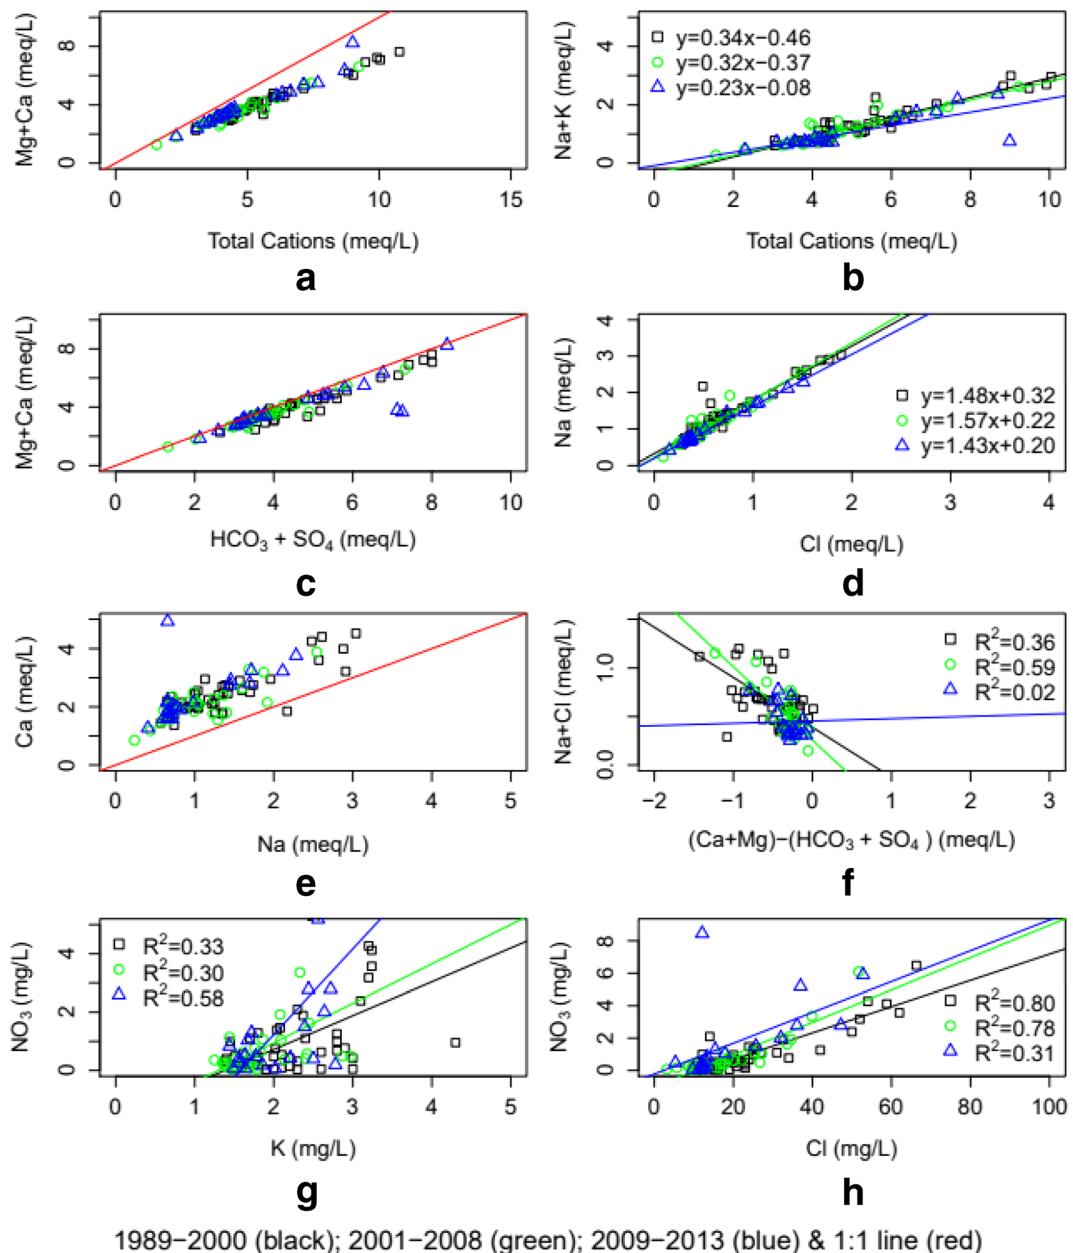 Mg+Ca (meq/L)
0 4 8
0 5 10 15
Total Cations (meq/L)
a
Na+K (meq/L)
0 2 4
y=0.34x−0.46
y=0.32x−0.37
y=0.23x−0.08
0 2 4 6 8 10
Total Cations (meq/L)
b
Mg+Ca (meq/L)
0 4 8
0 2 4 6 8 10
HCO₃ + SO₄ (meq/L)
c
Na (meq/L)
0 1 2 3 4
y=1.48x+0.32
y=1.57x+0.22
y=1.43x+0.20
0 1 2 3 4
Cl (meq/L)
d
Ca (meq/L)
0 2 4
0 1 2 3 4 5
Na (meq/L)
e
Na+Cl (meq/L)
0.0 1.0
R²=0.36
R²=0.59
R²=0.02
−2 −1 0 1 2 3
(Ca+Mg)−(HCO₃ + SO₄ ) (meq/L)
f
NO₃ (mg/L)
0 2 4
R²=0.33
R²=0.30
R²=0.58
0 1 2 3 4 5
K (mg/L)
g
NO₃ (mg/L)
0 2 4 6 8
R²=0.80
R²=0.78
R²=0.31
0 20 40 60 80 100
Cl (mg/L)
h
1989−2000 (black); 2001−2008 (green); 2009−2013 (blue) & 1:1 line (red)